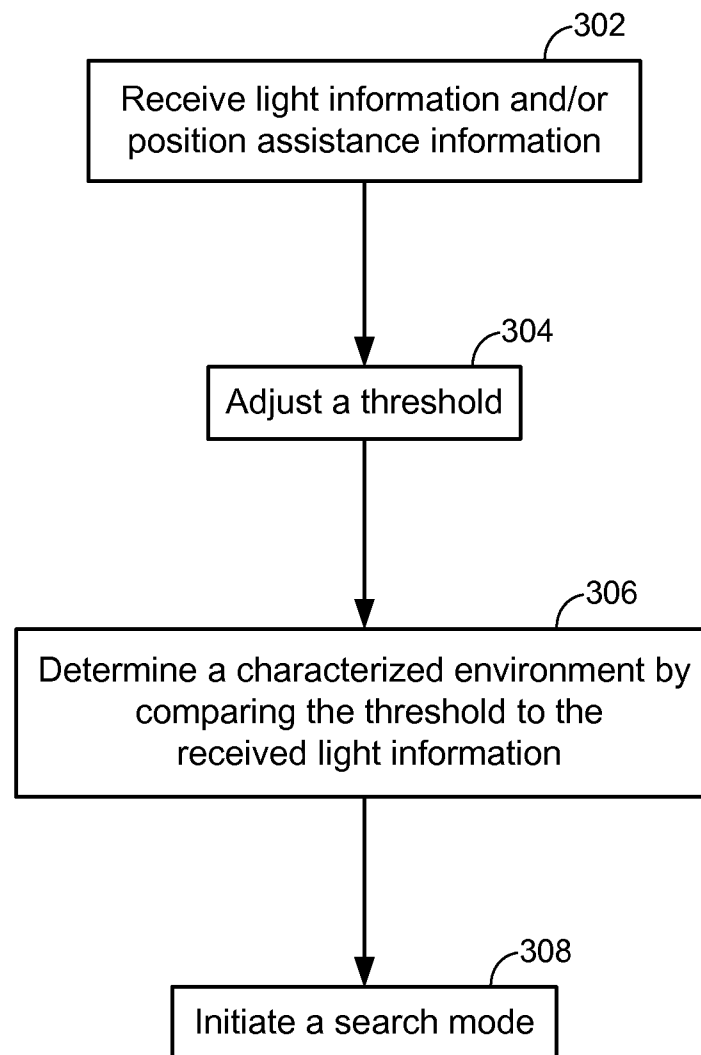 302
Receive light information and/or
position assistance information
304
Adjust a threshold
306
Determine a characterized environment by
comparing the threshold to the
received light information
308
Initiate a search mode